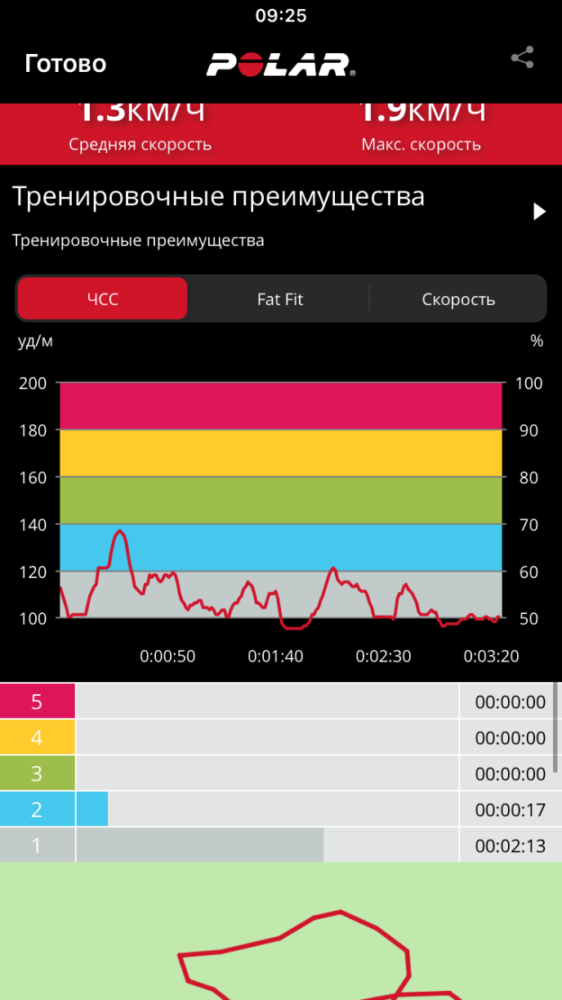 09:25
Готово
POLAR®
1.3км/ч 1.9км/ч
Средняя скорость Макс. скорость
Тренировочные преимущества
Тренировочные преимущества
ЧСС Fat Fit Скорость
уд/м %
200 100
180 90
160 80
140 70
120 60
100 50
0:00:50 0:01:40 0:02:30 0:03:20
5 00:00:00
4 00:00:00
3 00:00:00
2 00:00:17
1 00:02:13